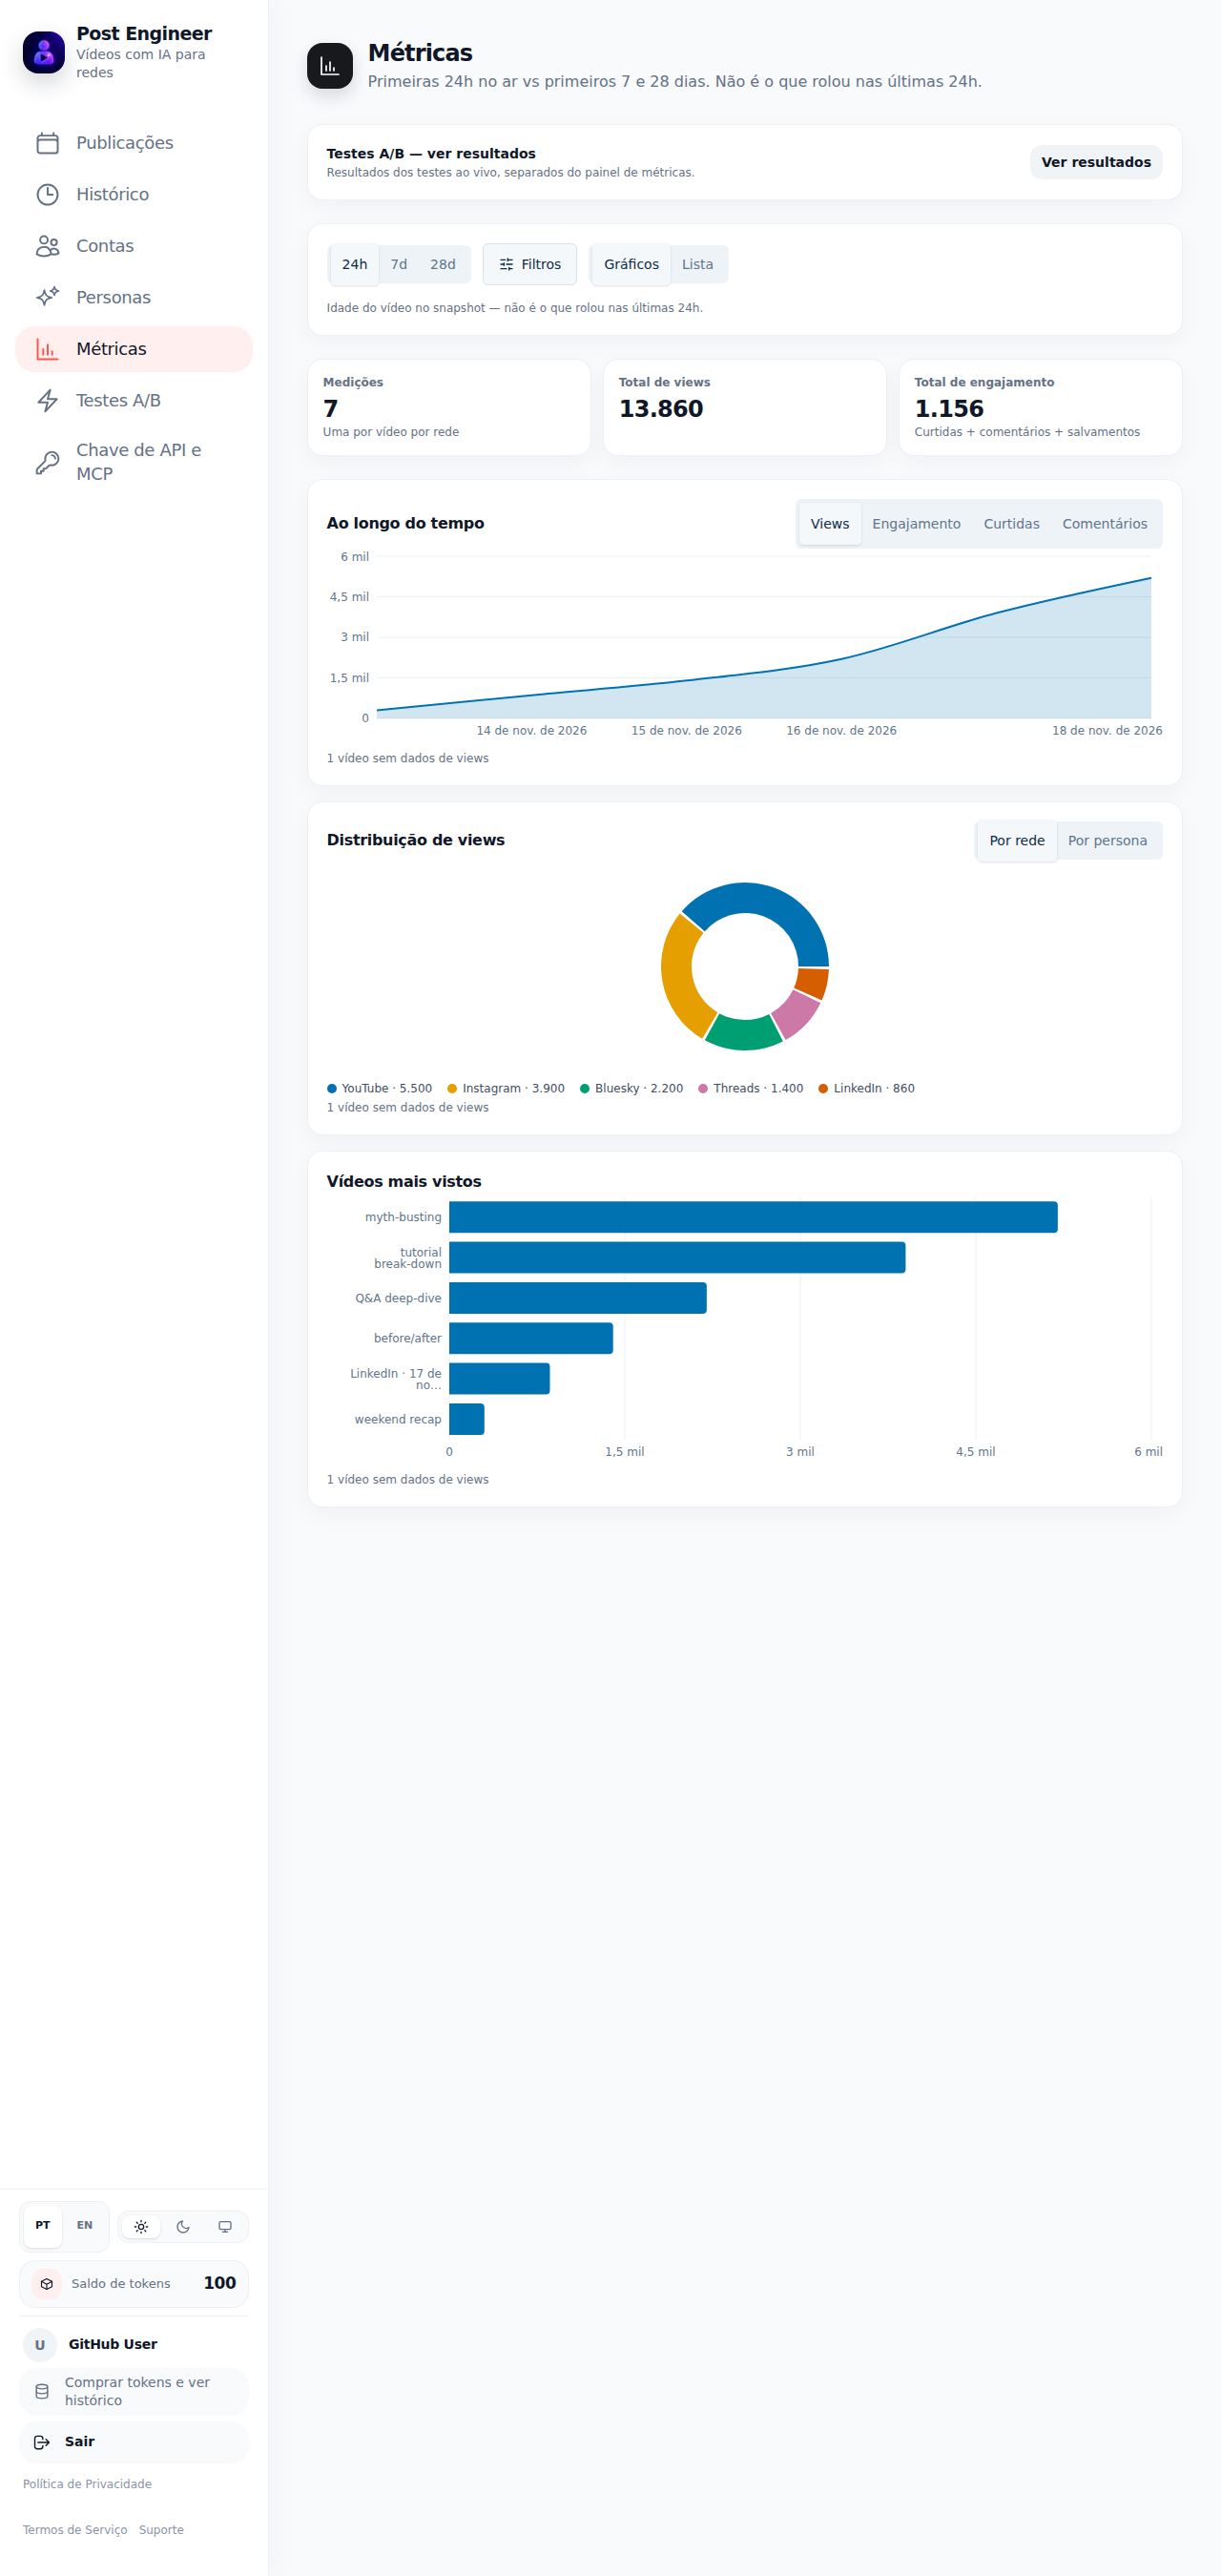 Post Engineer
Vídeos com IA para
redes
Publicações
Histórico
Contas
Personas
Métricas
Testes A/B
Chave de API e
MCP
Métricas
Primeiras 24h no ar vs primeiros 7 e 28 dias. Não é o que rolou nas últimas 24h.
Testes A/B — ver resultados
Resultados dos testes ao vivo, separados do painel de métricas.
Ver resultados
24h 7d 28d Filtros Gráficos Lista
Idade do vídeo no snapshot — não é o que rolou nas últimas 24h.
Medições
7
Uma por vídeo por rede
Total de views
13.860
Total de engajamento
1.156
Curtidas + comentários + salvamentos
Ao longo do tempo
Views Engajamento Curtidas Comentários
6 mil
4,5 mil
3 mil
1,5 mil
0
14 de nov. de 2026 15 de nov. de 2026 16 de nov. de 2026 18 de nov. de 2026
1 vídeo sem dados de views
Distribuição de views
Por rede Por persona
YouTube · 5.500 Instagram · 3.900 Bluesky · 2.200 Threads · 1.400 LinkedIn · 860
1 vídeo sem dados de views
Vídeos mais vistos
myth-busting
tutorial
break-down
Q&A deep-dive
before/after
LinkedIn · 17 de
no…
weekend recap
0 1,5 mil 3 mil 4,5 mil 6 mil
1 vídeo sem dados de views
PT EN
Saldo de tokens 100
U GitHub User
Comprar tokens e ver
histórico
Sair
Política de Privacidade
Termos de Serviço Suporte